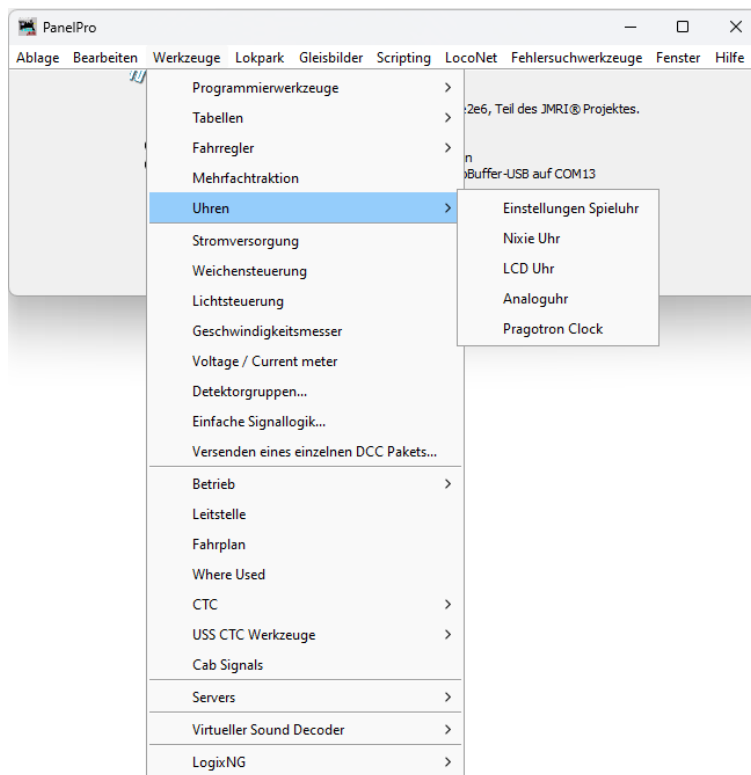 PanelPro
Ablage Bearbeiten Werkzeuge Lokpark Gleisbilder Scripting LocoNet Fehlersuchwerkzeuge Fenster Hilfe
Programmierwerkzeuge
:2e6, Teil des JMRI® Projektes.
Tabellen
Fahrregler
Mehrfachtraktion
-USB auf COM13
Uhren
Einstellungen Spieluhr
Nixie Uhr
LCD Uhr
Analoguhr
Pragotron Clock
Stromversorgung
Weichensteuerung
Lichtsteuerung
Geschwindigkeitsmesser
Voltage / Current meter
Detektorgruppen...
Einfache Signallogik...
Versenden eines einzelnen DCC Pakets...
Betrieb
Leitstelle
Fahrplan
Where Used
CTC
USS CTC Werkzeuge
Cab Signals
Servers
Virtueller Sound Decoder
LogixNG